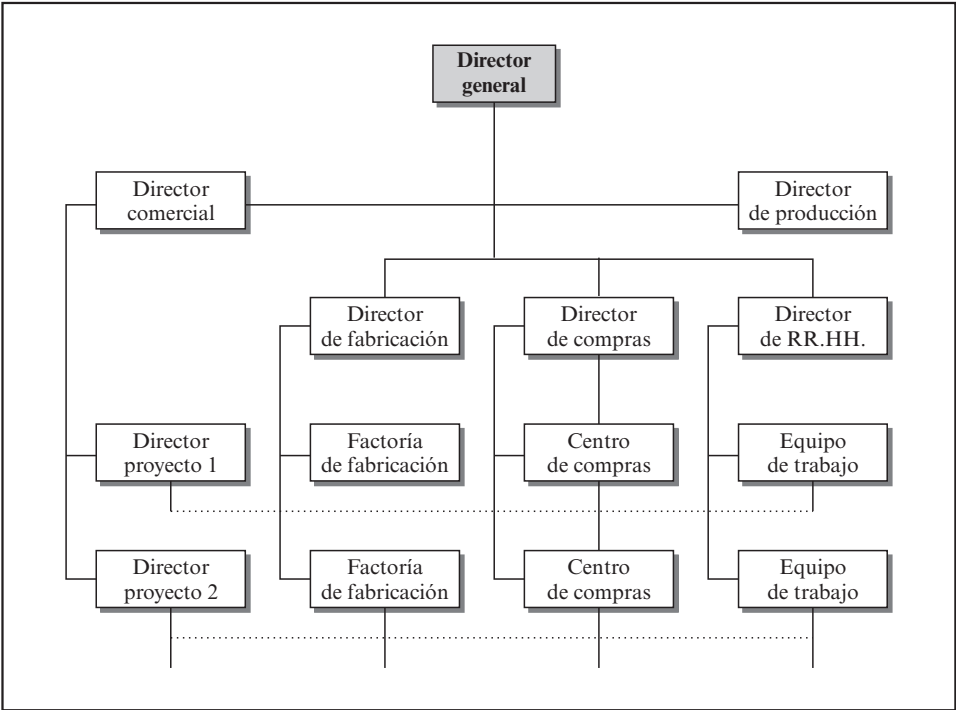 Director
general
Director
comercial
Director
de producción
Director
de fabricación
Director
de compras
Director
de RR.HH.
Director
proyecto 1
Factoría
de fabricación
Centro
de compras
Equipo
de trabajo
Director
proyecto 2
Factoría
de fabricación
Centro
de compras
Equipo
de trabajo